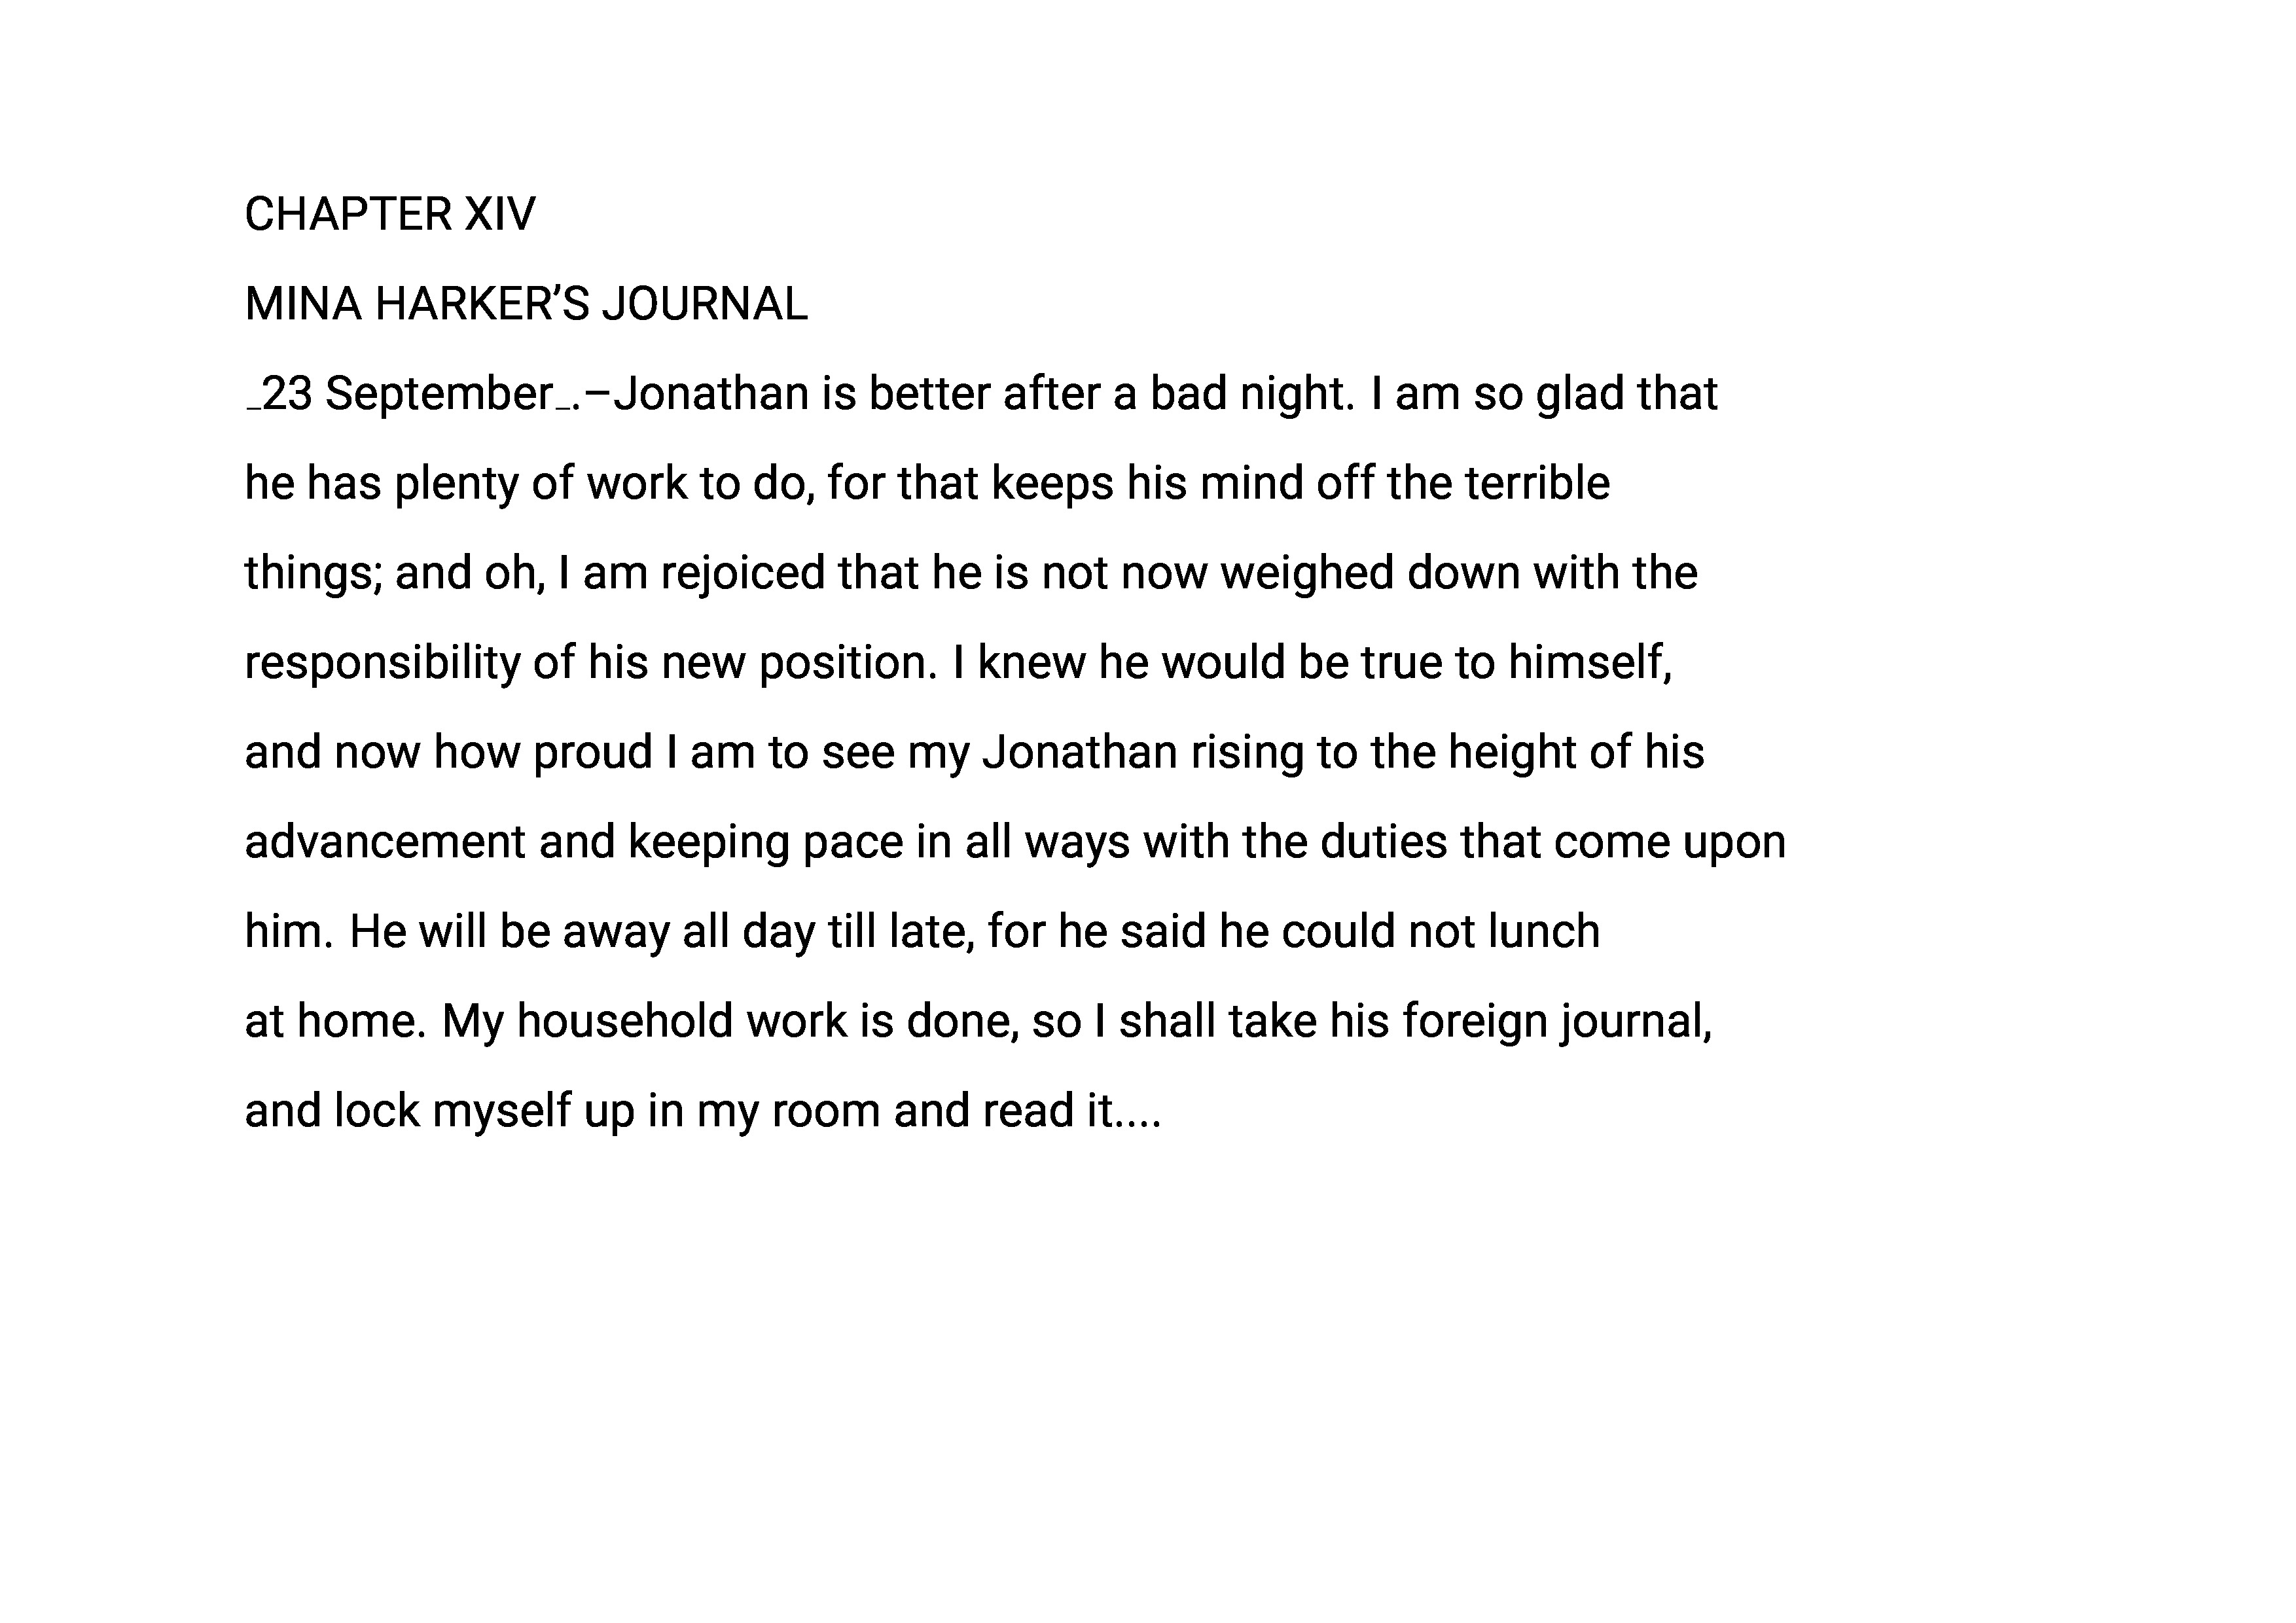 CHAPTER XIV
MINA HARKER’S JOURNAL
_23 September_.–Jonathan is better after a bad night. I am so glad that
he has plenty of work to do, for that keeps his mind off the terrible
things; and oh, I am rejoiced that he is not now weighed down with the
responsibility of his new position. I knew he would be true to himself,
and now how proud I am to see my Jonathan rising to the height of his
advancement and keeping pace in all ways with the duties that come upon
him. He will be away all day till late, for he said he could not lunch
at home. My household work is done, so I shall take his foreign journal,
and lock myself up in my room and read it....